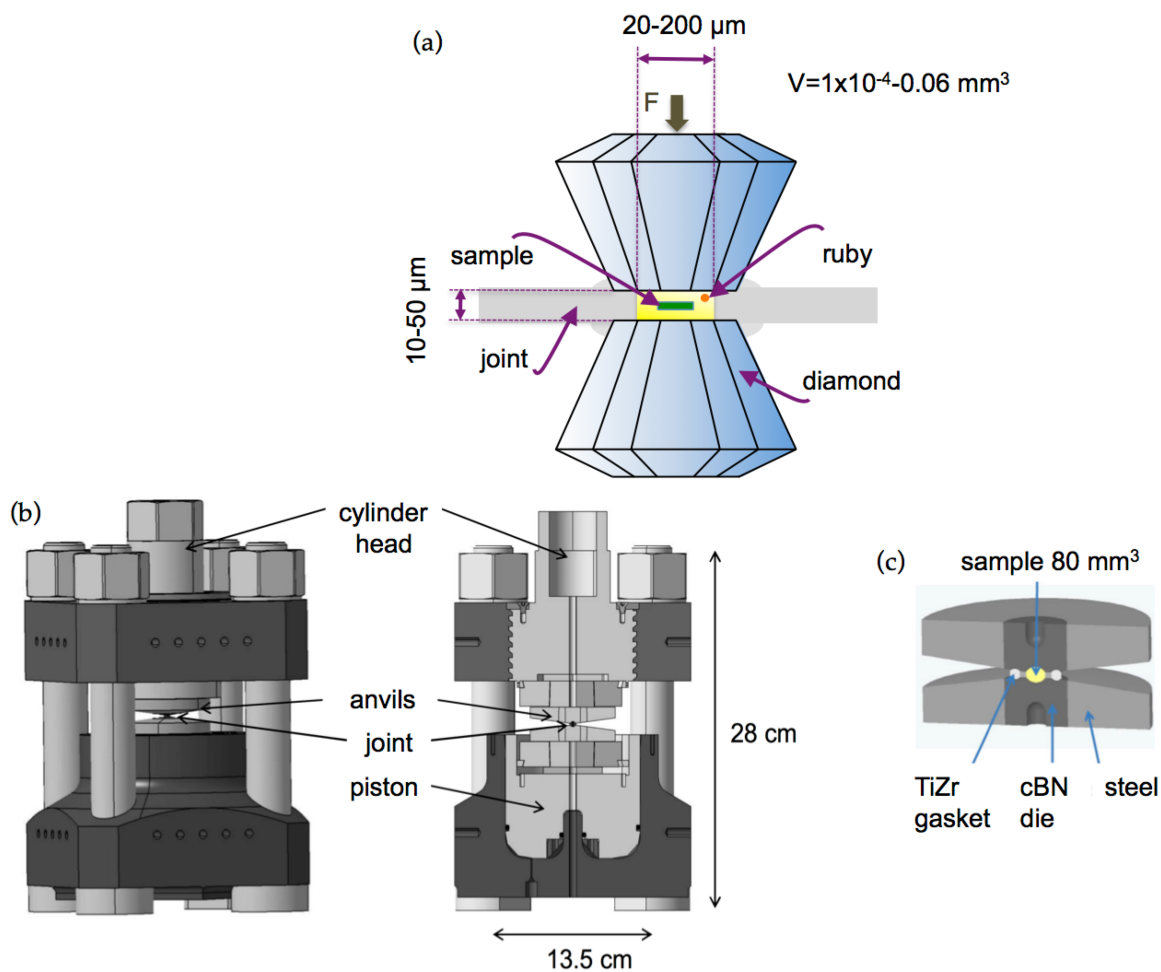 (a)
20-200 µm
V=1x10⁻⁴-0.06 mm³
F
sample
ruby
10-50 µm
joint
diamond
(b)
cylinder
head
anvils
joint
piston
28 cm
13.5 cm
(c)
sample 80 mm³
TiZr
gasket
cBN
die
steel